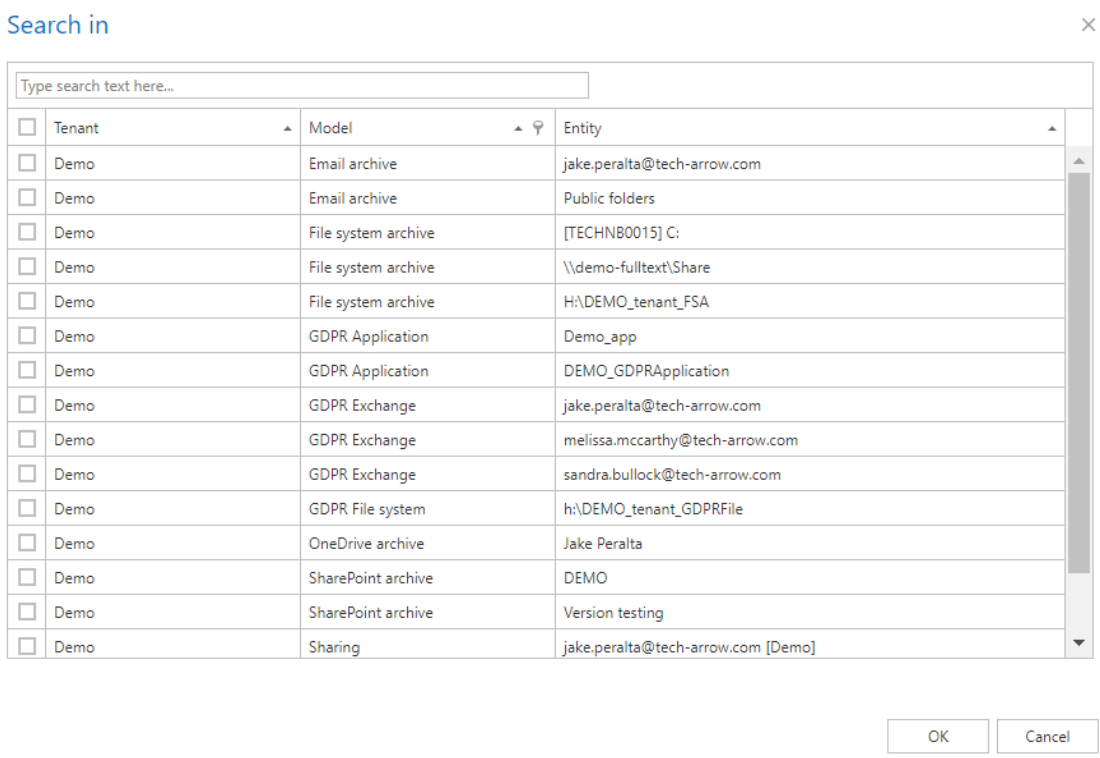 Search in
Type search text here...
Tenant Model Entity
Demo Email archive jake.peralta@tech-arrow.com
Demo Email archive Public folders
Demo File system archive [TECHNB0015] C:
Demo File system archive \\demo-fulltext\Share
Demo File system archive H:\DEMO_tenant_FSA
Demo GDPR Application Demo_app
Demo GDPR Application DEMO_GDPRApplication
Demo GDPR Exchange jake.peralta@tech-arrow.com
Demo GDPR Exchange melissa.mccarthy@tech-arrow.com
Demo GDPR Exchange sandra.bullock@tech-arrow.com
Demo GDPR File system h:\DEMO_tenant_GDPRFile
Demo OneDrive archive Jake Peralta
Demo SharePoint archive DEMO
Demo SharePoint archive Version testing
Demo Sharing jake.peralta@tech-arrow.com [Demo]
OK Cancel